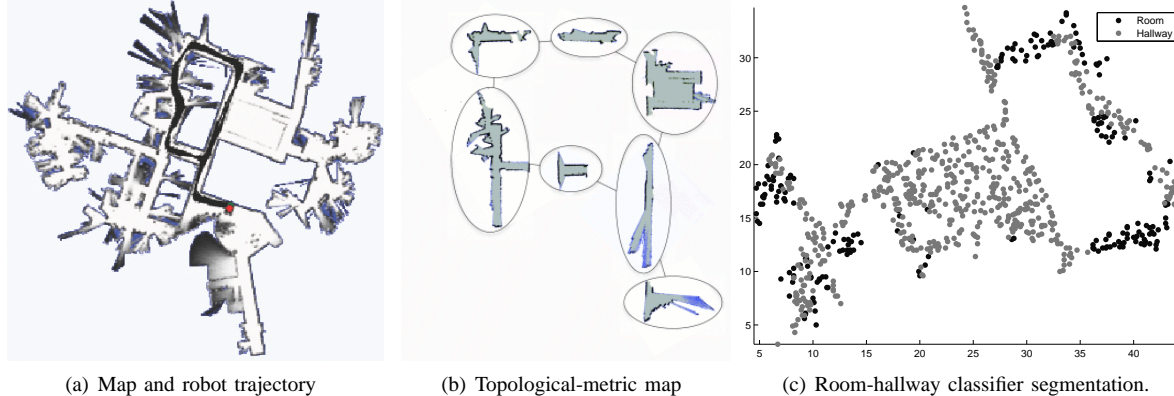 Room
Hallway
30
25
20
15
10
5
5 10 15 20 25 30 35 40
(a) Map and robot trajectory
(b) Topological-metric map
(c) Room-hallway classifier segmentation.